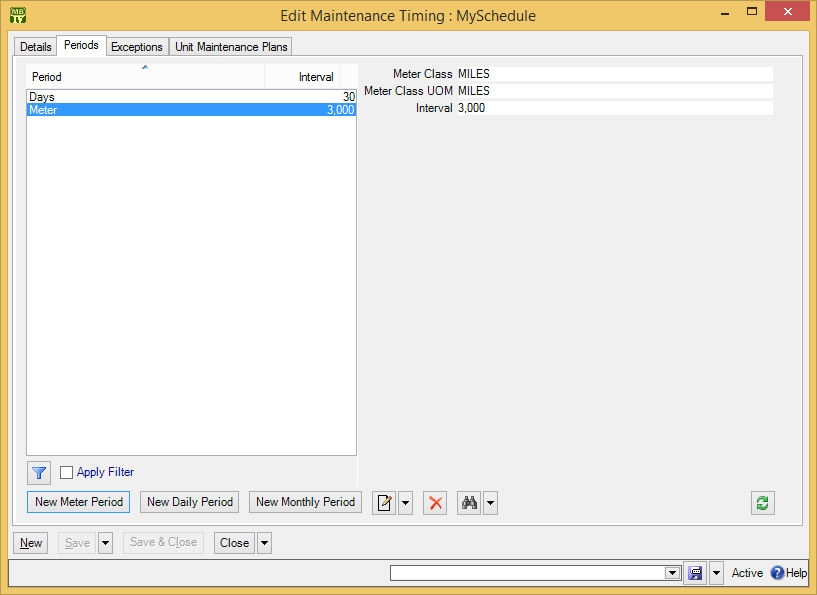 Edit Maintenance Timing : MySchedule
Details Periods Exceptions Unit Maintenance Plans
Period Interval
Days 30
Meter 3,000
Meter Class MILES
Meter Class UOM MILES
Interval 3,000
Apply Filter
New Meter Period New Daily Period New Monthly Period
New Save Save & Close Close
Active ? Help